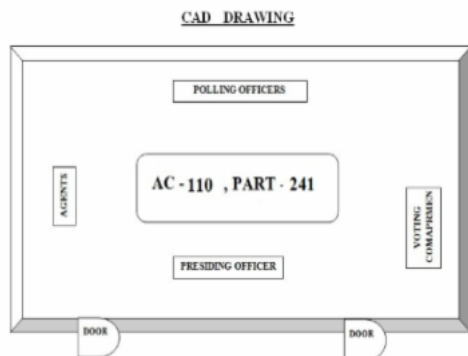 CAD DRAWING
POLLING OFFICERS
AGENTS
AC - 110 , PART - 241
VOTING
COMAPRMEN
PRESIDING OFFICER
DOOR
DOOR